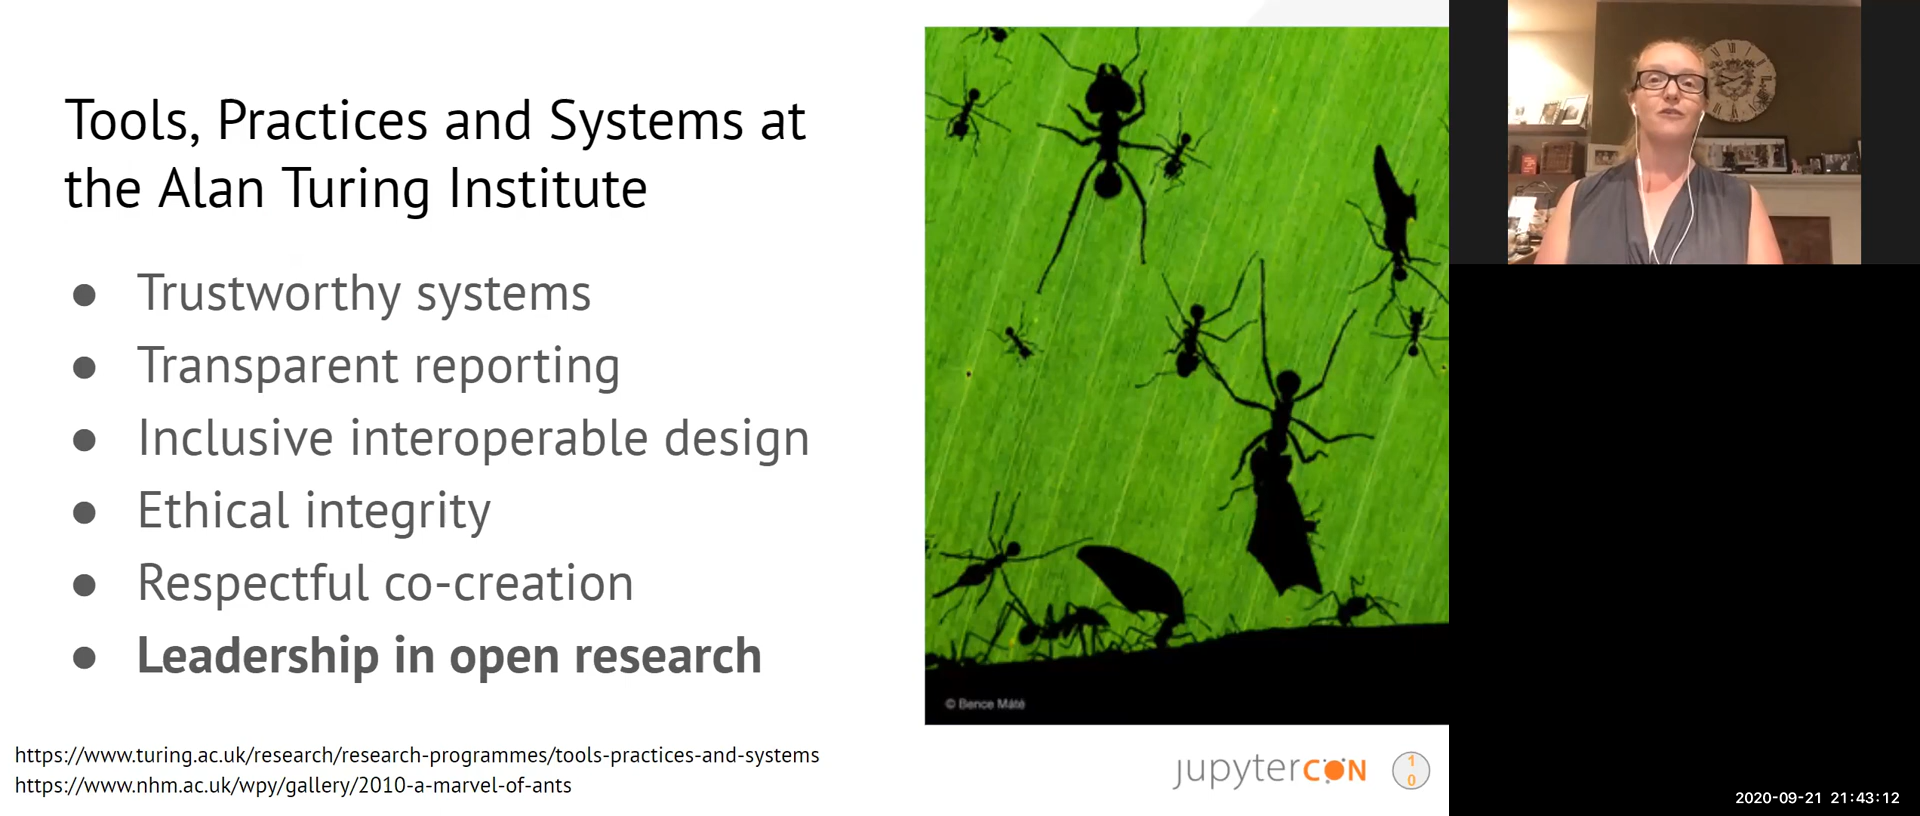 Tools, Practices and Systems at
the Alan Turing Institute
● Trustworthy systems
● Transparent reporting
● Inclusive interoperable design
● Ethical integrity
● Respectful co-creation
● Leadership in open research
© Bence Máté
https://www.turing.ac.uk/research/research-programmes/tools-practices-and-systems
https://www.nhm.ac.uk/wpy/gallery/2010-a-marvel-of-ants
jupytercon
1
0
2020-09-21 21:43:12